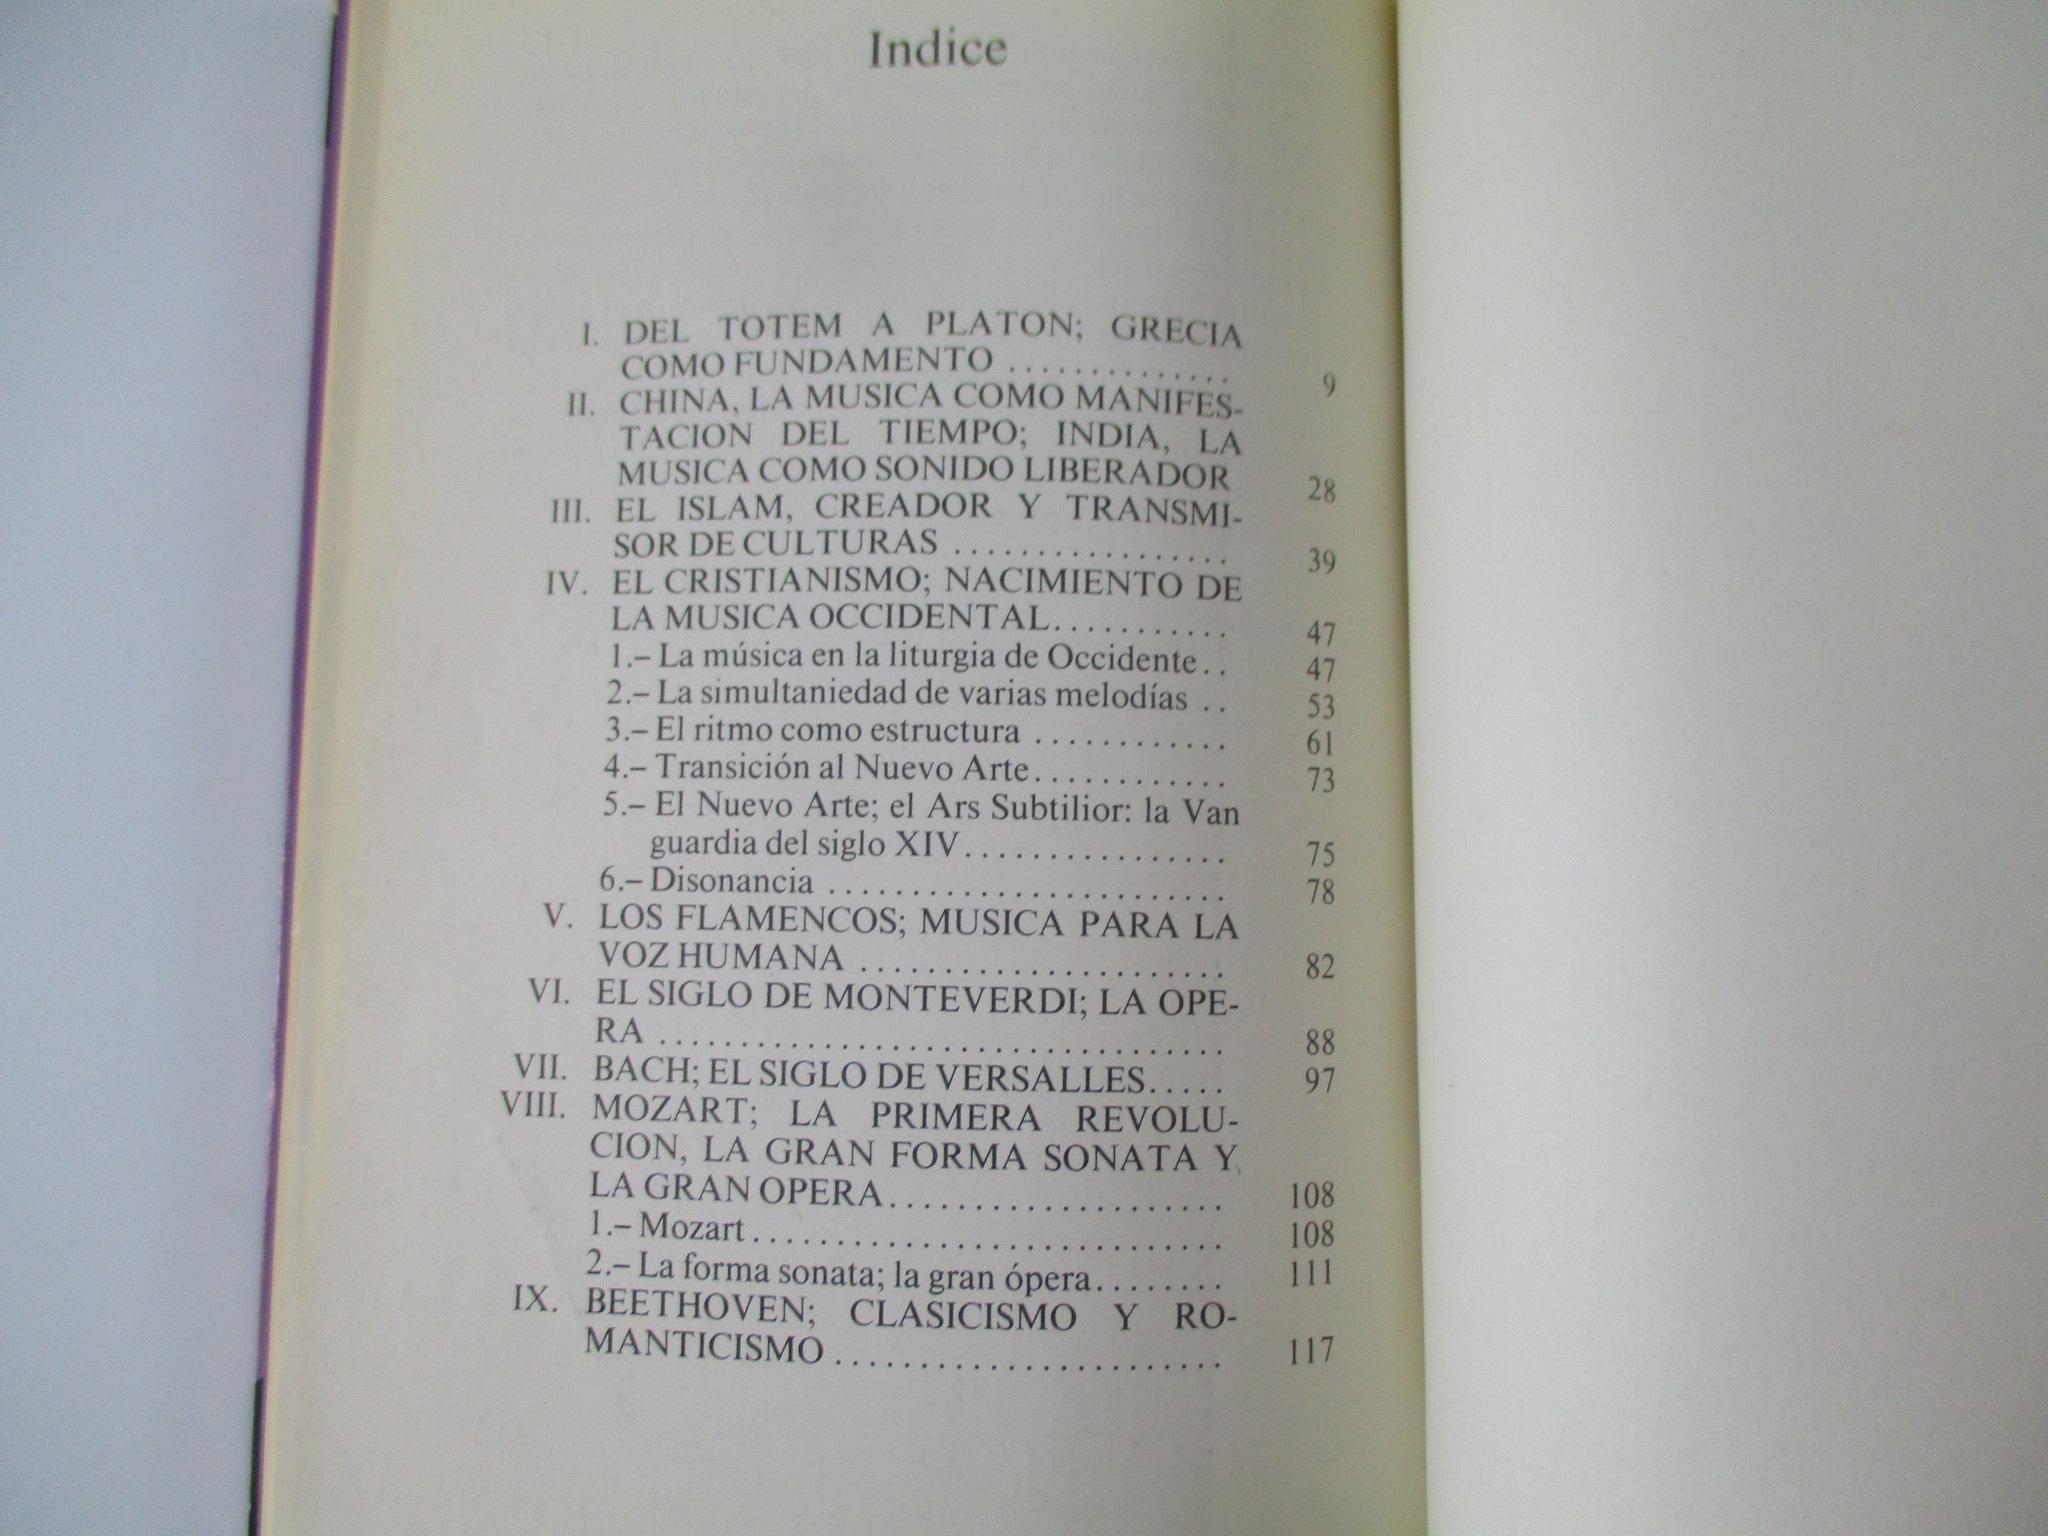 Indice
I. DEL TOTEM A PLATON; GRECIA
COMO FUNDAMENTO .............. 9
II. CHINA, LA MUSICA COMO MANIFES-
TACION DEL TIEMPO; INDIA, LA
MUSICA COMO SONIDO LIBERADOR 28
III. EL ISLAM, CREADOR Y TRANSMI-
SOR DE CULTURAS ................. 39
IV. EL CRISTIANISMO; NACIMIENTO DE
LA MUSICA OCCIDENTAL........... 47
1.– La música en la liturgia de Occidente.. 47
2.– La simultaniedad de varias melodías .. 53
3.– El ritmo como estructura ............ 61
4.– Transición al Nuevo Arte............ 73
5.– El Nuevo Arte; el Ars Subtilior: la Van
guardia del siglo XIV................ 75
6.– Disonancia ........................ 78
V. LOS FLAMENCOS; MUSICA PARA LA
VOZ HUMANA ...................... 82
VI. EL SIGLO DE MONTEVERDI; LA OPE-
RA .................................. 88
VII. BACH; EL SIGLO DE VERSALLES..... 97
VIII. MOZART; LA PRIMERA REVOLU-
CION, LA GRAN FORMA SONATA Y
LA GRAN OPERA.................... 108
1.– Mozart............................ 108
2.– La forma sonata; la gran ópera........ 111
IX. BEETHOVEN; CLASICISMO Y RO-
MANTICISMO ....................... 117